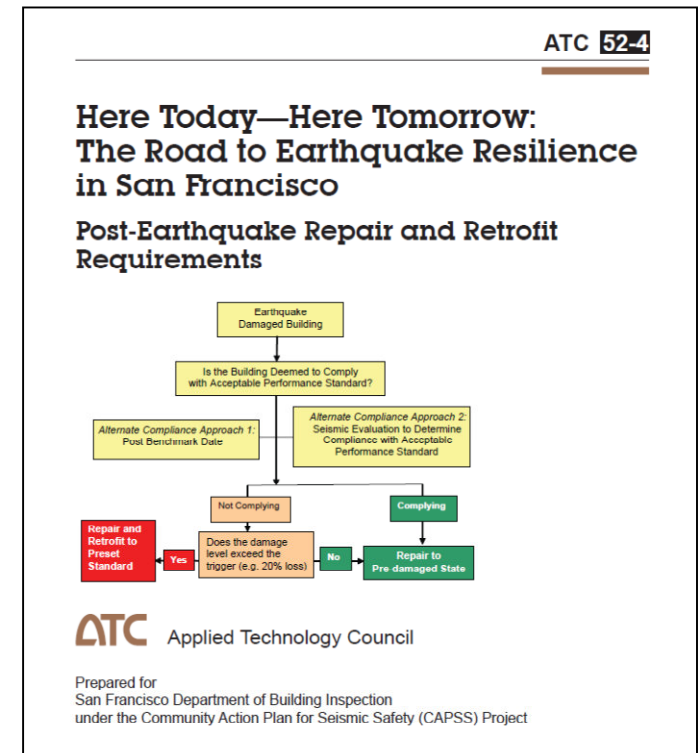 ATC 52-4
Here Today—Here Tomorrow:
The Road to Earthquake Resilience
in San Francisco
Post-Earthquake Repair and Retrofit
Requirements
Earthquake
Damaged Building
Is the Building Deemed to Comply
with Acceptable Performance Standard?
Alternate Compliance Approach 1:
Post Benchmark Date
Alternate Compliance Approach 2:
Seismic Evaluation to Determine
Compliance with Acceptable
Performance Standard
Not Complying
Complying
Repair and
Retrofit to
Preset
Standard
Yes
Does the damage
level exceed the
trigger (e.g. 20% loss)
No
Repair to
Pre damaged State
ATC Applied Technology Council
Prepared for
San Francisco Department of Building Inspection
under the Community Action Plan for Seismic Safety (CAPSS) Project